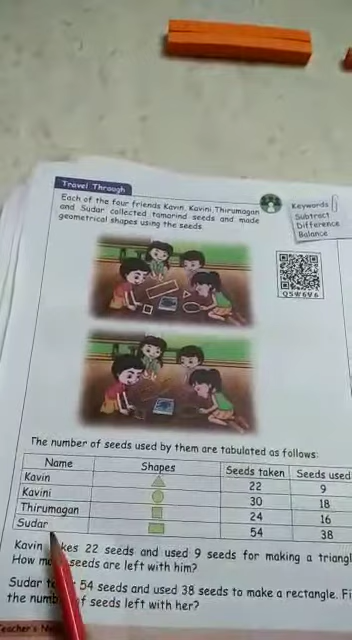 Travel Through
Each of the four friends Kavin, Kavini, Thirumagan
and Sudar collected tamarind seeds and made
geometrical shapes using the seeds.
Keywords
Subtract
Difference
Balance
QSW6V6
The number of seeds used by them are tabulated as follows:
Name Shapes Seeds taken Seeds used
Kavin 22 9
Kavini 30 18
Thirumagan 24 16
Sudar 54 38
Kavin 22 seeds and used 9 seeds for making a
How seeds are left with him?
Sudar 54 seeds and used 38 seeds to make a rectangle.
the of seeds left with her?